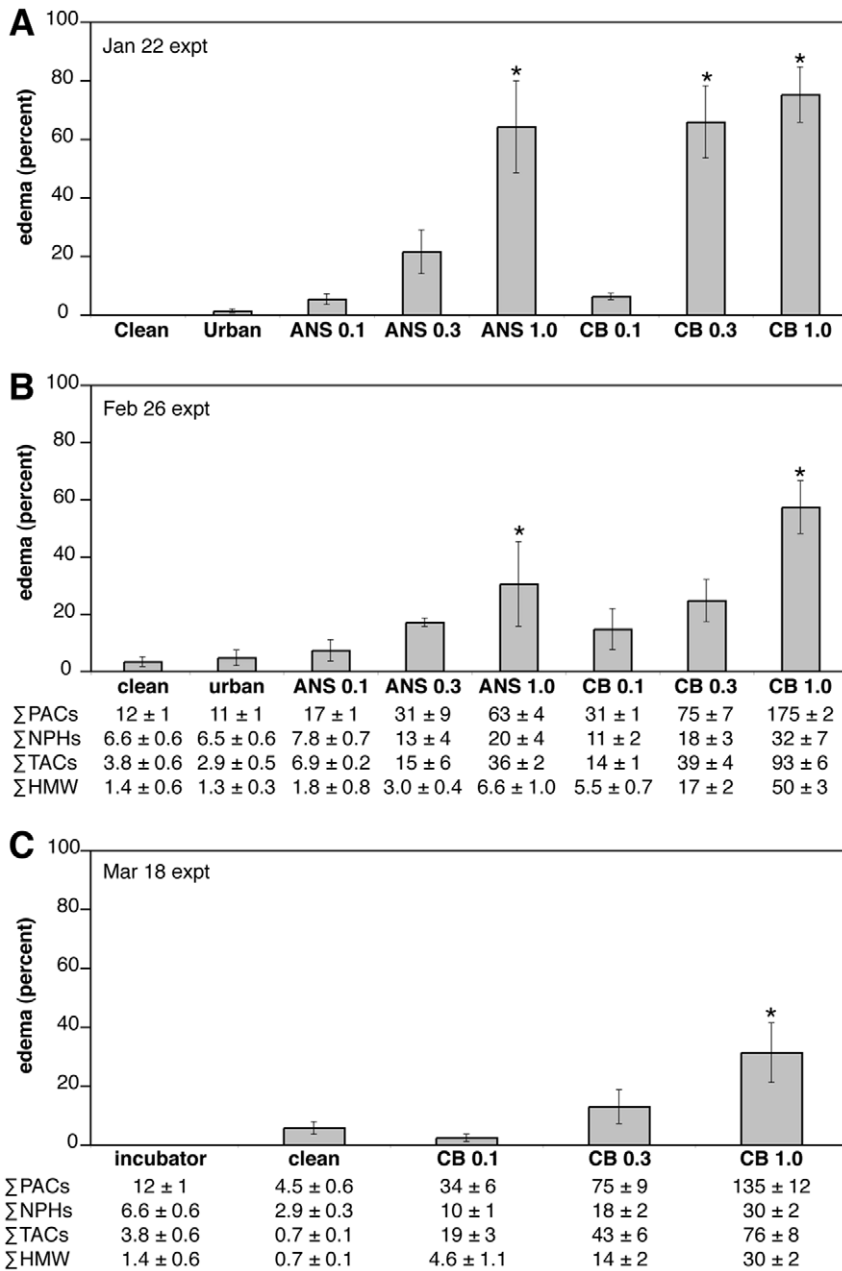 A
Jan 22 expt
100
80
60
40
20
0
edema (percent)
* * *
Clean Urban ANS 0.1 ANS 0.3 ANS 1.0 CB 0.1 CB 0.3 CB 1.0
B
Feb 26 expt
100
80
60
40
20
0
edema (percent)
* *
clean urban ANS 0.1 ANS 0.3 ANS 1.0 CB 0.1 CB 0.3 CB 1.0
∑PACs 12 ± 1 11 ± 1 17 ± 1 31 ± 9 63 ± 4 31 ± 1 75 ± 7 175 ± 2
∑NPHs 6.6 ± 0.6 6.5 ± 0.6 7.8 ± 0.7 13 ± 4 20 ± 4 11 ± 2 18 ± 3 32 ± 7
∑TACs 3.8 ± 0.6 2.9 ± 0.5 6.9 ± 0.2 15 ± 6 36 ± 2 14 ± 1 39 ± 4 93 ± 6
∑HMW 1.4 ± 0.6 1.3 ± 0.3 1.8 ± 0.8 3.0 ± 0.4 6.6 ± 1.0 5.5 ± 0.7 17 ± 2 50 ± 3
C
Mar 18 expt
100
80
60
40
20
0
edema (percent)
*
incubator clean CB 0.1 CB 0.3 CB 1.0
∑PACs 12 ± 1 4.5 ± 0.6 34 ± 6 75 ± 9 135 ± 12
∑NPHs 6.6 ± 0.6 2.9 ± 0.3 10 ± 1 18 ± 2 30 ± 2
∑TACs 3.8 ± 0.6 0.7 ± 0.1 19 ± 3 43 ± 6 76 ± 8
∑HMW 1.4 ± 0.6 0.7 ± 0.1 4.6 ± 1.1 14 ± 2 30 ± 2